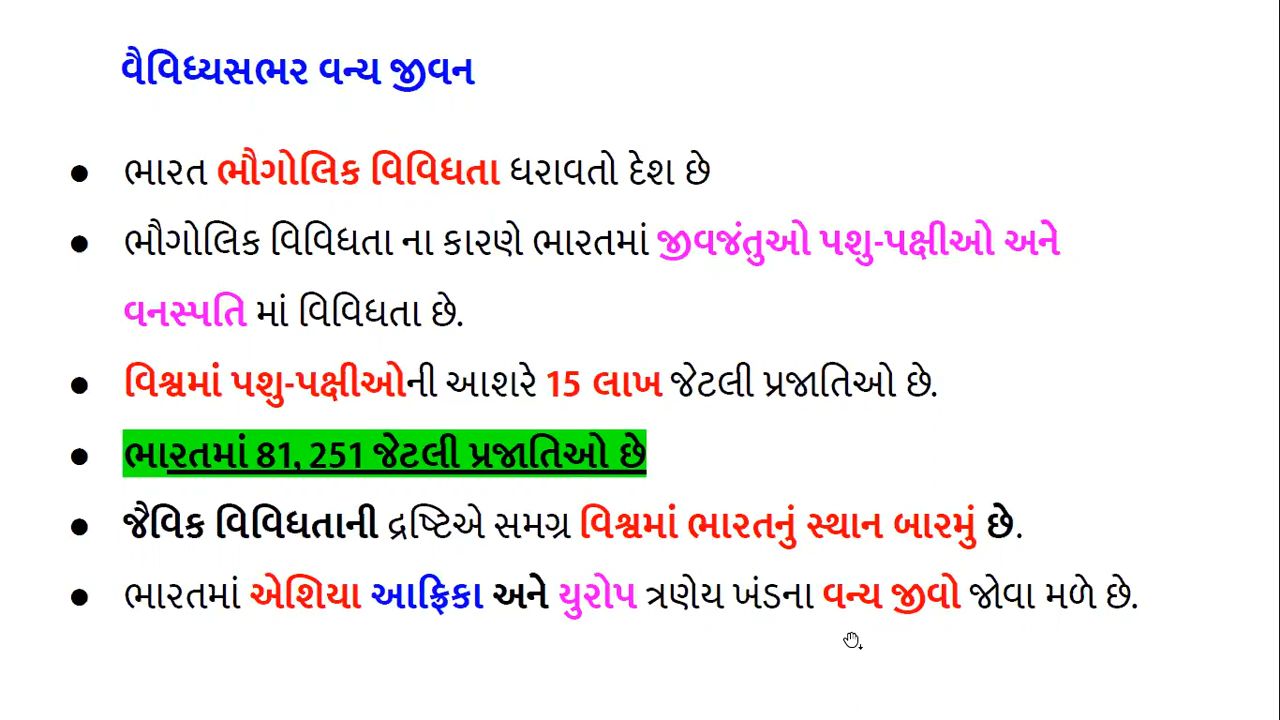 વૈવિધ્યસભર વન્ય જીવન
● ભારત ભૌગોલિક વિવિધતા ધરાવતો દેશ છે
● ભૌગોલિક વિવિધતા ના કારણે ભારતમાં જીવજંતુઓ પશુ-પક્ષીઓ અને
વનસ્પતિ માં વિવિધતા છે.
● વિશ્વમાં પશુ-પક્ષીઓની આશરે 15 લાખ જેટલી પ્રજાતિઓ છે.
● ભારતમાં 81, 251 જેટલી પ્રજાતિઓ છે
● જૈવિક વિવિધતાની દ્રષ્ટિએ સમગ્ર વિશ્વમાં ભારતનું સ્થાન બારમું છે.
● ભારતમાં એશિયા આફ્રિકા અને યુરોપ ત્રણેય ખંડના વન્ય જીવો જોવા મળે છે.